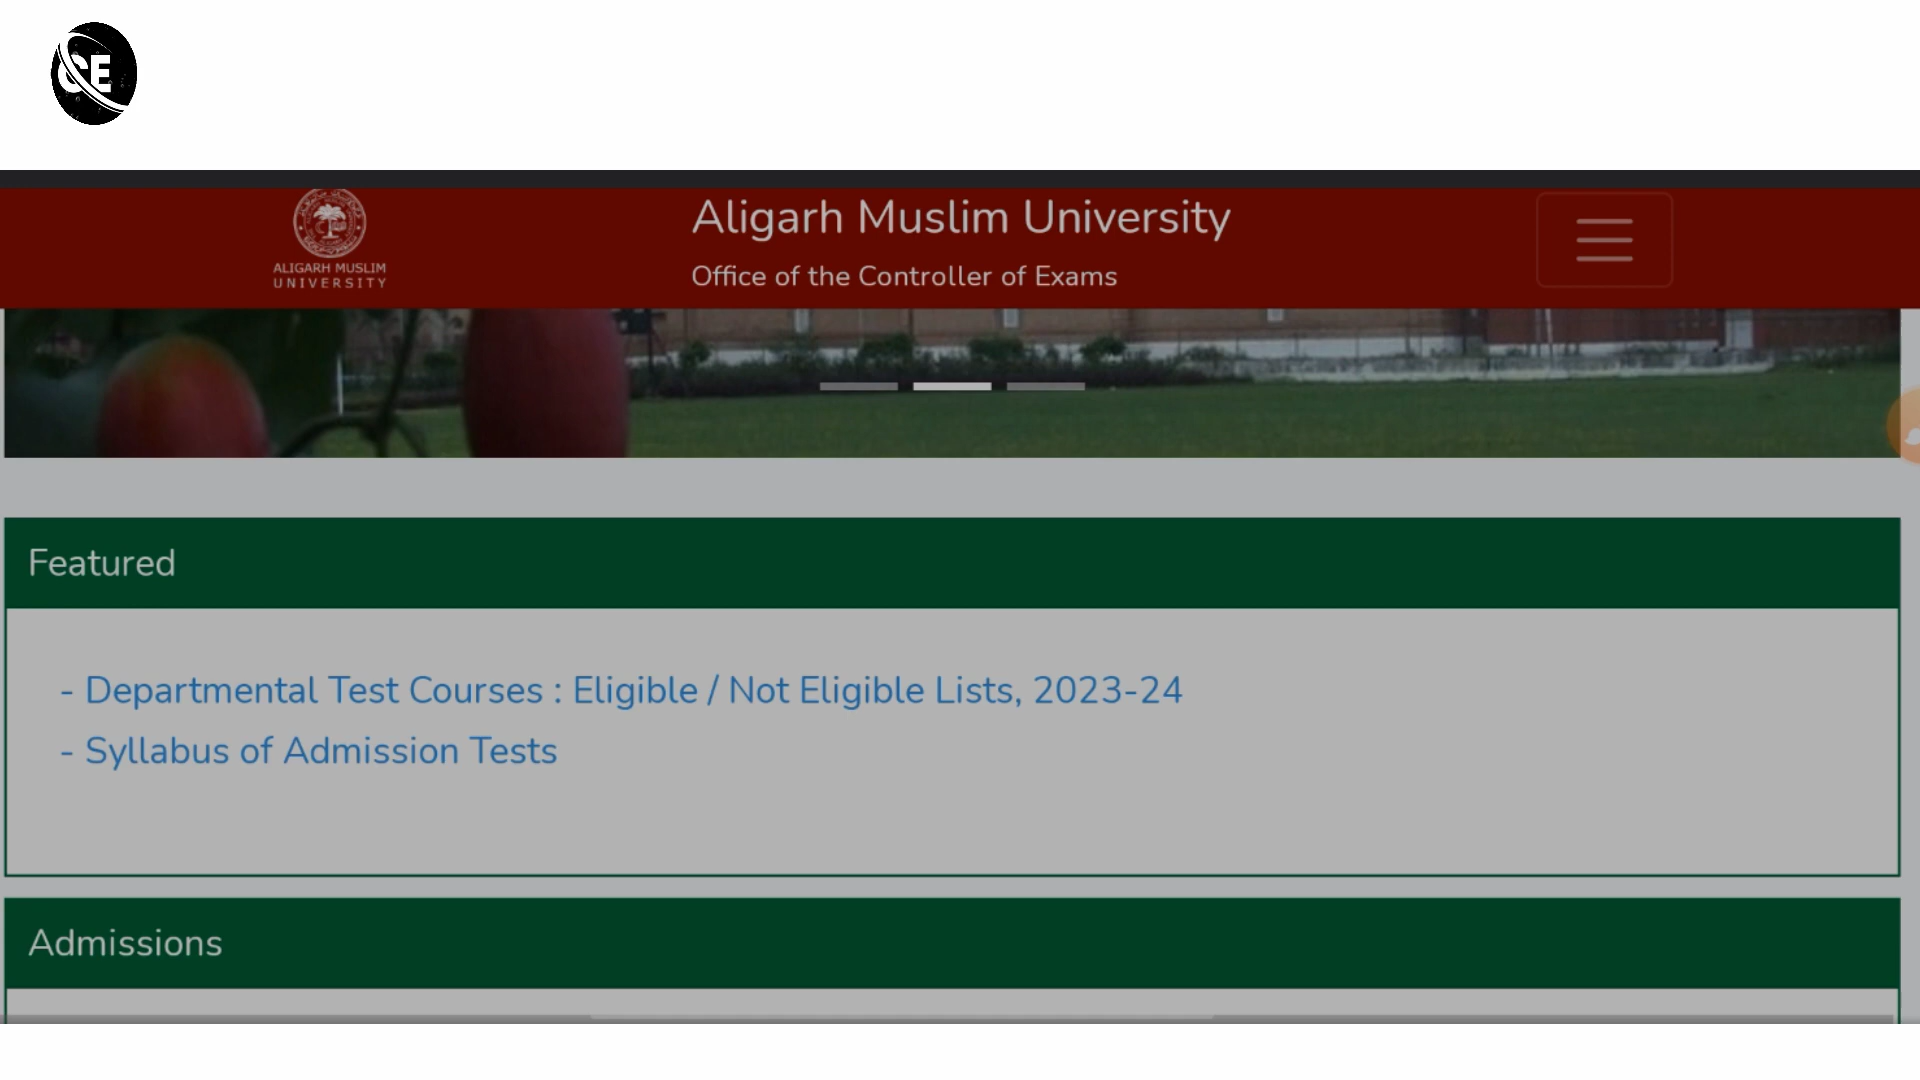 CE
Aligarh Muslim University
ALIGARH MUSLIM
UNIVERSITY
Office of the Controller of Exams
Featured
- Departmental Test Courses : Eligible / Not Eligible Lists, 2023-24
- Syllabus of Admission Tests
Admissions